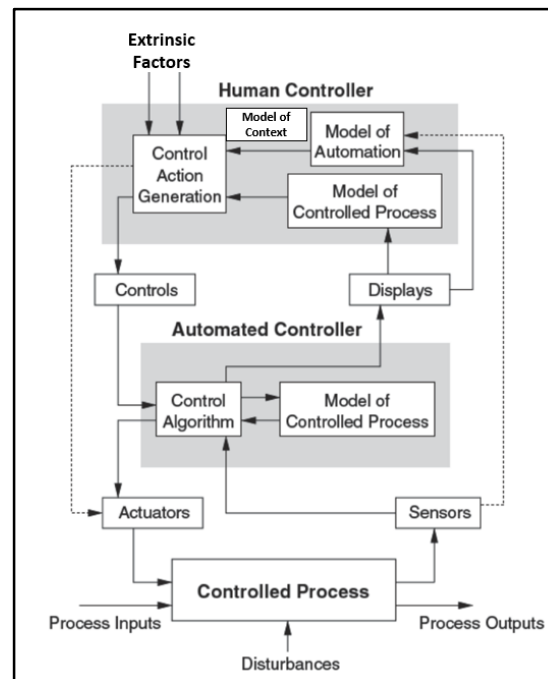 Extrinsic
Factors
Human Controller
Model of
Context
Model of
Automation
Control
Action
Generation
Model of
Controlled Process
Controls
Displays
Automated Controller
Control
Algorithm
Model of
Controlled Process
Actuators
Sensors
Controlled Process
Process Inputs
Process Outputs
Disturbances